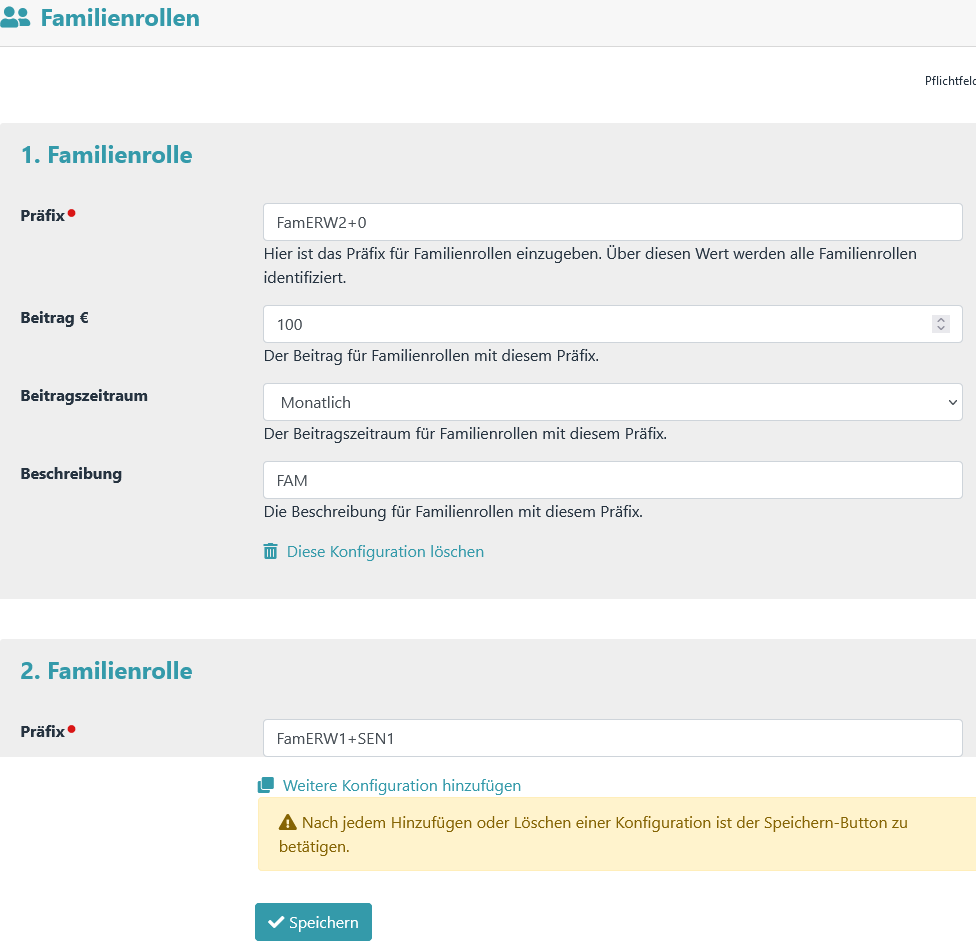 Familienrollen
Pflichtfeld
1. Familienrolle
Präfix
FamERW2+0
Hier ist das Präfix für Familienrollen einzugeben. Über diesen Wert werden alle Familienrollen
identifiziert.
Beitrag €
100
Der Beitrag für Familienrollen mit diesem Präfix.
Beitragszeitraum
Monatlich
Der Beitragszeitraum für Familienrollen mit diesem Präfix.
Beschreibung
FAM
Die Beschreibung für Familienrollen mit diesem Präfix.
Diese Konfiguration löschen
2. Familienrolle
Präfix
FamERW1+SEN1
Weitere Konfiguration hinzufügen
Nach jedem Hinzufügen oder Löschen einer Konfiguration ist der Speichern-Button zu
betätigen.
Speichern